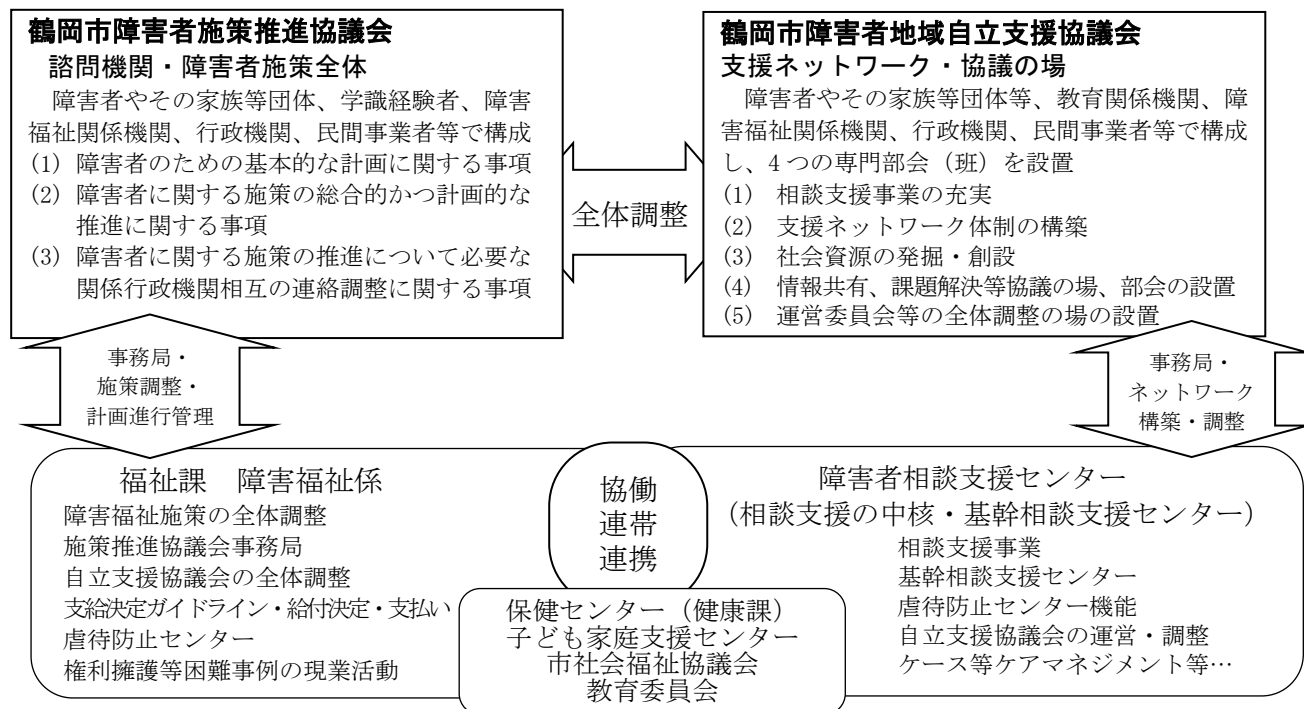 鶴岡市障害者施策推進協議会
諮問機関・障害者施策全体
障害者やその家族等団体、学識経験者、障害
福祉関係機関、行政機関、民間事業者等で構成
(1) 障害者のための基本的な計画に関する事項
(2) 障害者に関する施策の総合的かつ計画的な
推進に関する事項
(3) 障害者に関する施策の推進について必要な
関係行政機関相互の連絡調整に関する事項
全体調整
鶴岡市障害者地域自立支援協議会
支援ネットワーク・協議の場
障害者やその家族等団体等、教育関係機関、障
害福祉関係機関、行政機関、民間事業者等で構成
し、4つの専門部会（班）を設置
(1) 相談支援事業の充実
(2) 支援ネットワーク体制の構築
(3) 社会資源の発掘・創設
(4) 情報共有、課題解決等協議の場、部会の設置
(5) 運営委員会等の全体調整の場の設置
事務局・
施策調整・
計画進行管理
事務局・
ネットワーク
構築・調整
福祉課　障害福祉係
障害福祉施策の全体調整
施策推進協議会事務局
自立支援協議会の全体調整
支給決定ガイドライン・給付決定・支払い
虐待防止センター
権利擁護等困難事例の現業活動
協働
連帯
連携
保健センター（健康課）
子ども家庭支援センター
市社会福祉協議会
教育委員会
障害者相談支援センター
（相談支援の中核・基幹相談支援センター）
相談支援事業
基幹相談支援センター
虐待防止センター機能
自立支援協議会の運営・調整
ケース等ケアマネジメント等…